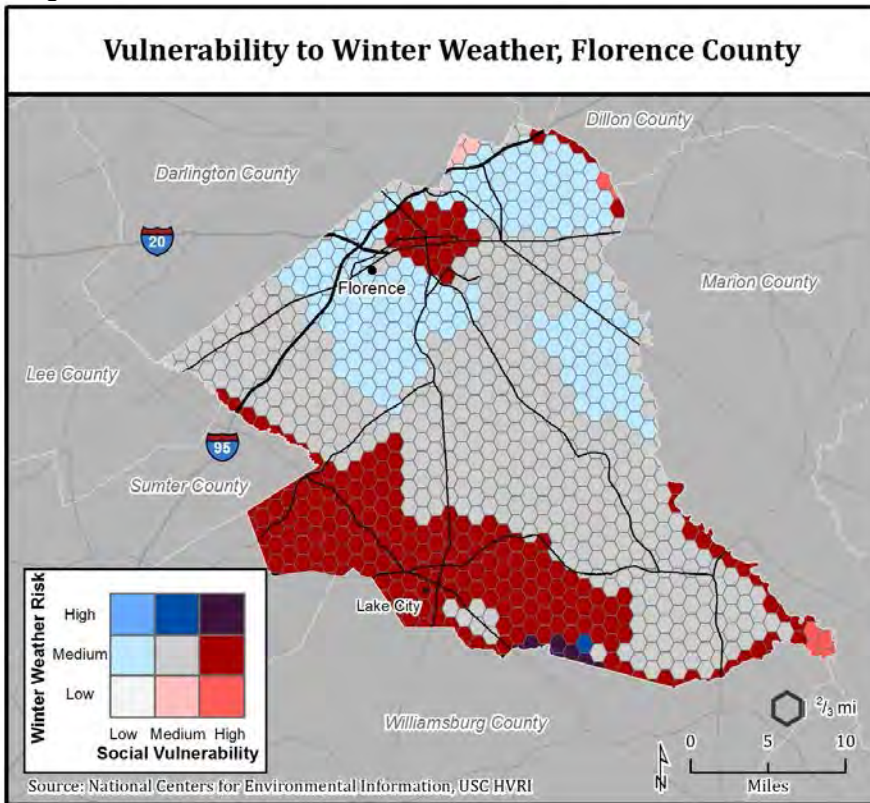 Vulnerability to Winter Weather, Florence County
Dillon County
Darlington County
20
Florence
Marion County
Lee County
95
Sumter County
Lake City
Williamsburg County
Winter Weather Risk
High
Medium
Low
Low Medium High
Social Vulnerability
2/3 mi
N
0 5 10
Miles
Source: National Centers for Environmental Information, USC HVRI